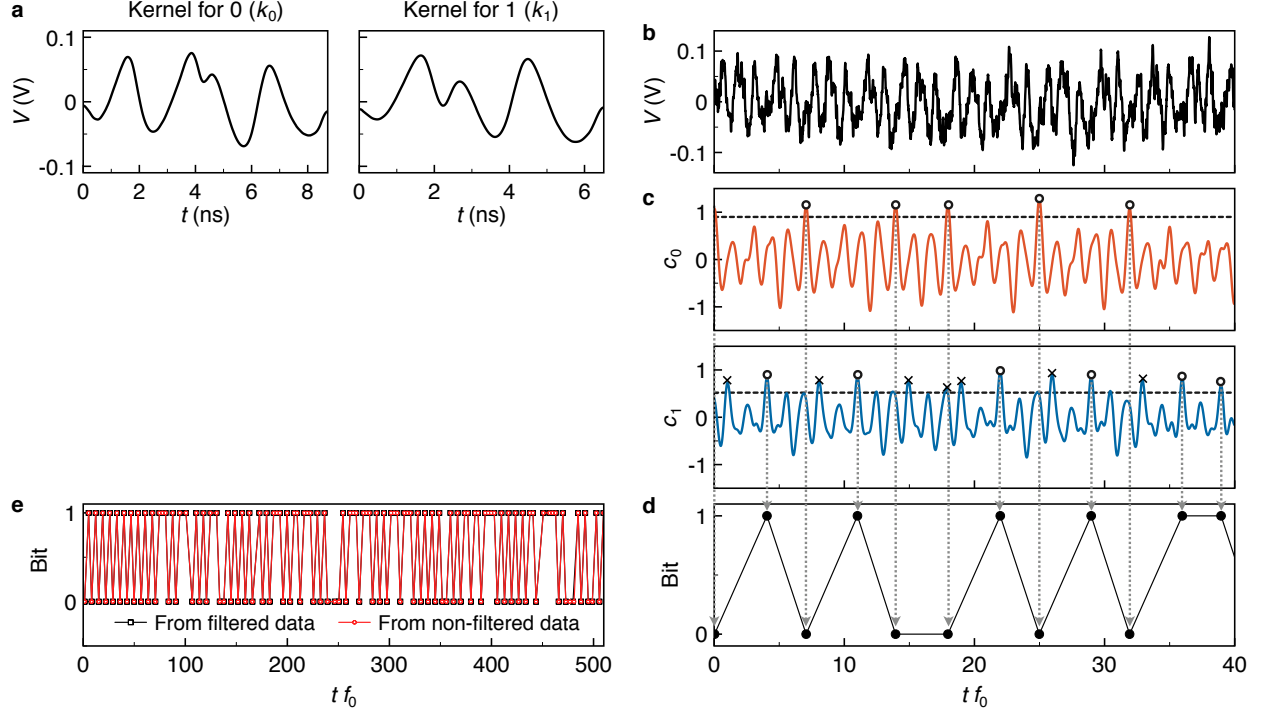 a
Kernel for 0 (k0)
Kernel for 1 (k1)
0.1
0
-0.1
V (V)
0 2 4 6 8
t (ns)
0 2 4 6
t (ns)
b
0.1
0
-0.1
V (V)
c
1
0
-1
c0
1
0
-1
c1
d
1
0
Bit
0 10 20 30 40
t f0
e
1
0
Bit
From filtered data
From non-filtered data
0 100 200 300 400 500
t f0